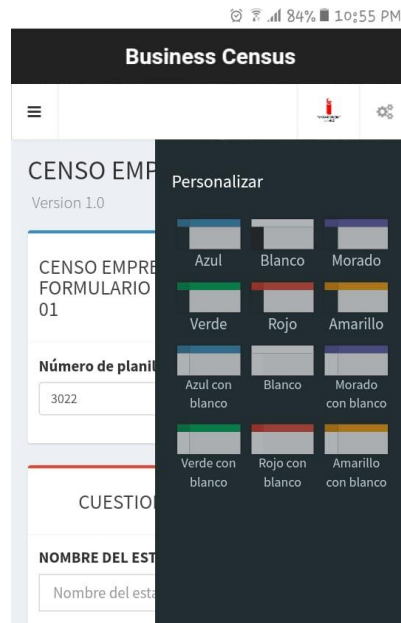 84% 10:55 PM
Business Census
CENSO EMP
Version 1.0
Personalizar
CENSO EMPRE
FORMULARIO
01
Azul Blanco Morado
Verde Rojo Amarillo
Número de planil
3022
Azul con blanco Blanco Morado con blanco
Verde con blanco Rojo con blanco Amarillo con blanco
CUESTIO
NOMBRE DEL EST
Nombre del esta